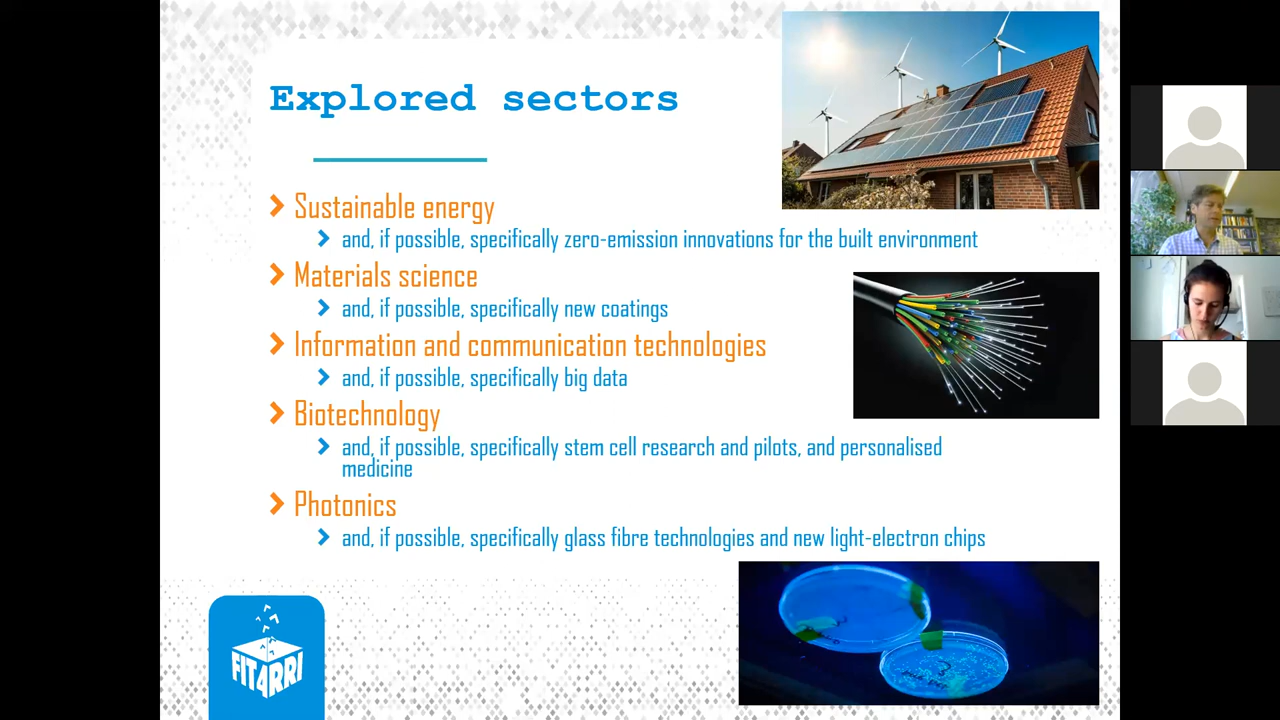 Explored sectors
Sustainable energy
and, if possible, specifically zero-emission innovations for the built environment
Materials science
and, if possible, specifically new coatings
Information and communication technologies
and, if possible, specifically big data
Biotechnology
and, if possible, specifically stem cell research and pilots, and personalised
medicine
Photonics
and, if possible, specifically glass fibre technologies and new light-electron chips
FIT4RRI